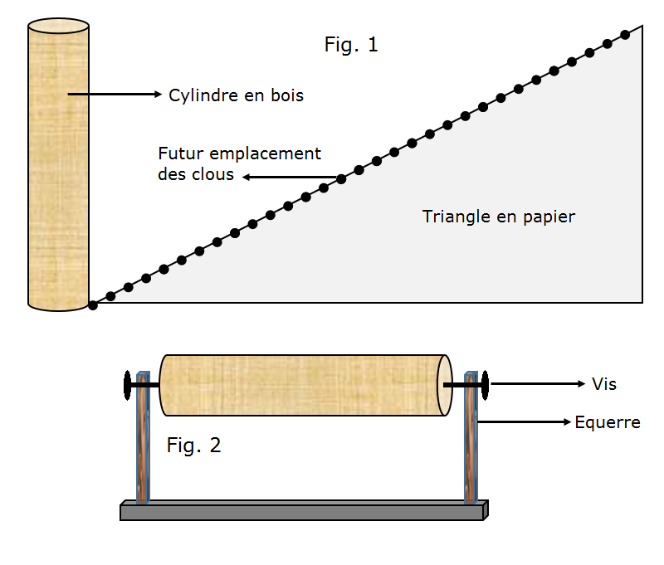 Fig. 1
Cylindre en bois
Futur emplacement
des clous
Triangle en papier
Vis
Equerre
Fig. 2